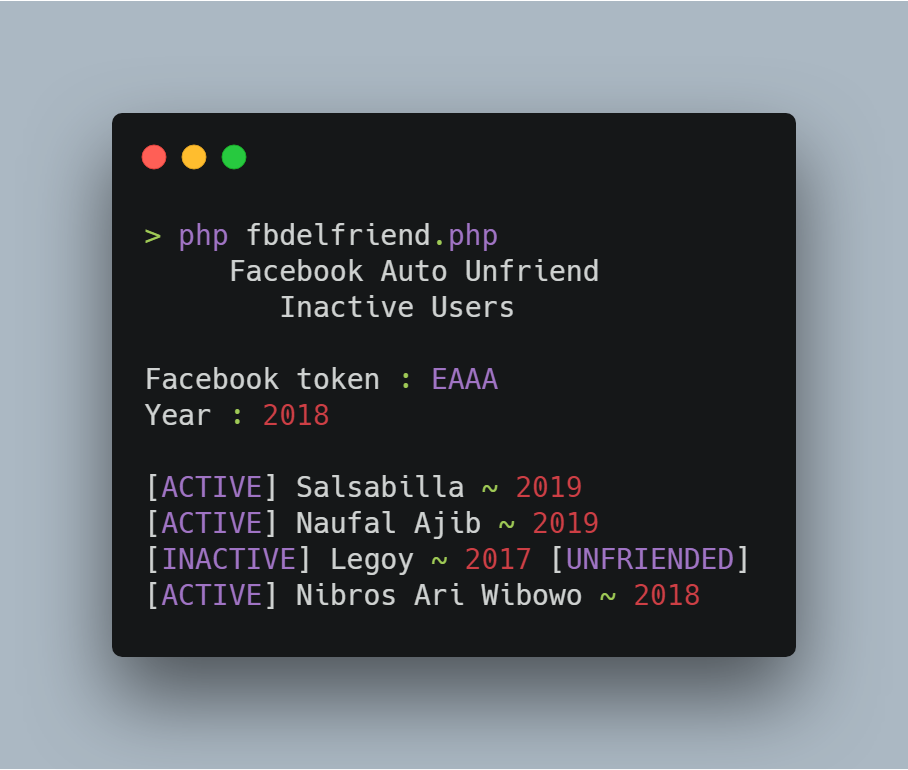 > php fbdelfriend.php
Facebook Auto Unfriend
Inactive Users
Facebook token : EAAA
Year : 2018
[ACTIVE] Salsabilla ~ 2019
[ACTIVE] Naufal Ajib ~ 2019
[INACTIVE] Legoy ~ 2017 [UNFRIENDED]
[ACTIVE] Nibros Ari Wibowo ~ 2018